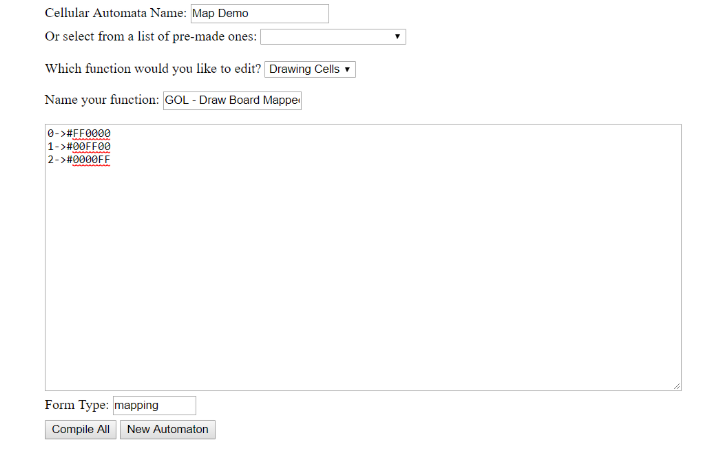 Cellular Automata Name: Map Demo
Or select from a list of pre-made ones:
Which function would you like to edit? Drawing Cells
Name your function: GOL - Draw Board Mappe
0->#FF0000
1->#00FF00
2->#0000FF
Form Type: mapping
Compile All New Automaton